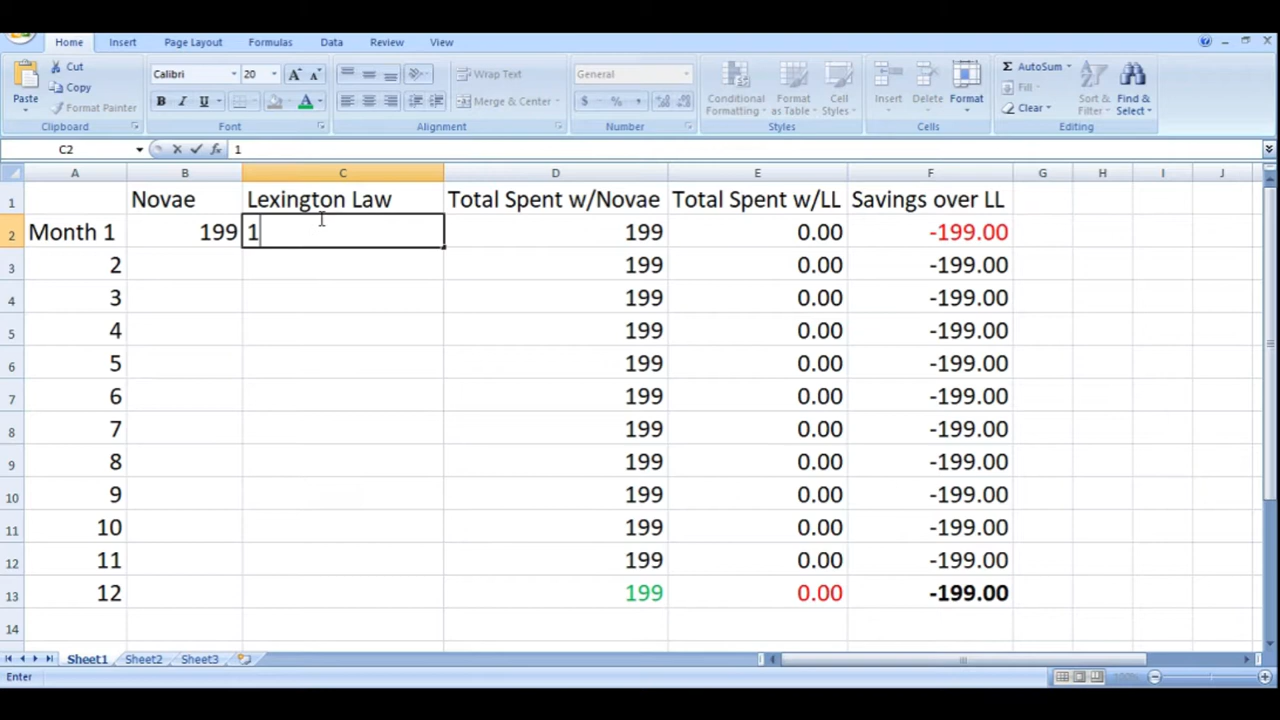 Home Insert Page Layout Formulas Data Review View
Paste Cut Copy Format Painter Clipboard
Calibri 20 A A B I U A Font
Wrap Text Merge & Center Alignment
General $ % , Number
Conditional Formatting Format as Table Cell Styles Styles
Insert Delete Format Cells
Σ AutoSum Fill Clear Sort & Filter Find & Select Editing
C2 fx 1
A B C D E F G H I J
1 Novae Lexington Law Total Spent w/Novae Total Spent w/LL Savings over LL
2 Month 1 199 1 199 0.00 -199.00
3 2 199 0.00 -199.00
4 3 199 0.00 -199.00
5 4 199 0.00 -199.00
6 5 199 0.00 -199.00
7 6 199 0.00 -199.00
8 7 199 0.00 -199.00
9 8 199 0.00 -199.00
10 9 199 0.00 -199.00
11 10 199 0.00 -199.00
12 11 199 0.00 -199.00
13 12 199 0.00 -199.00
14
Sheet1 Sheet2 Sheet3
Enter 100%